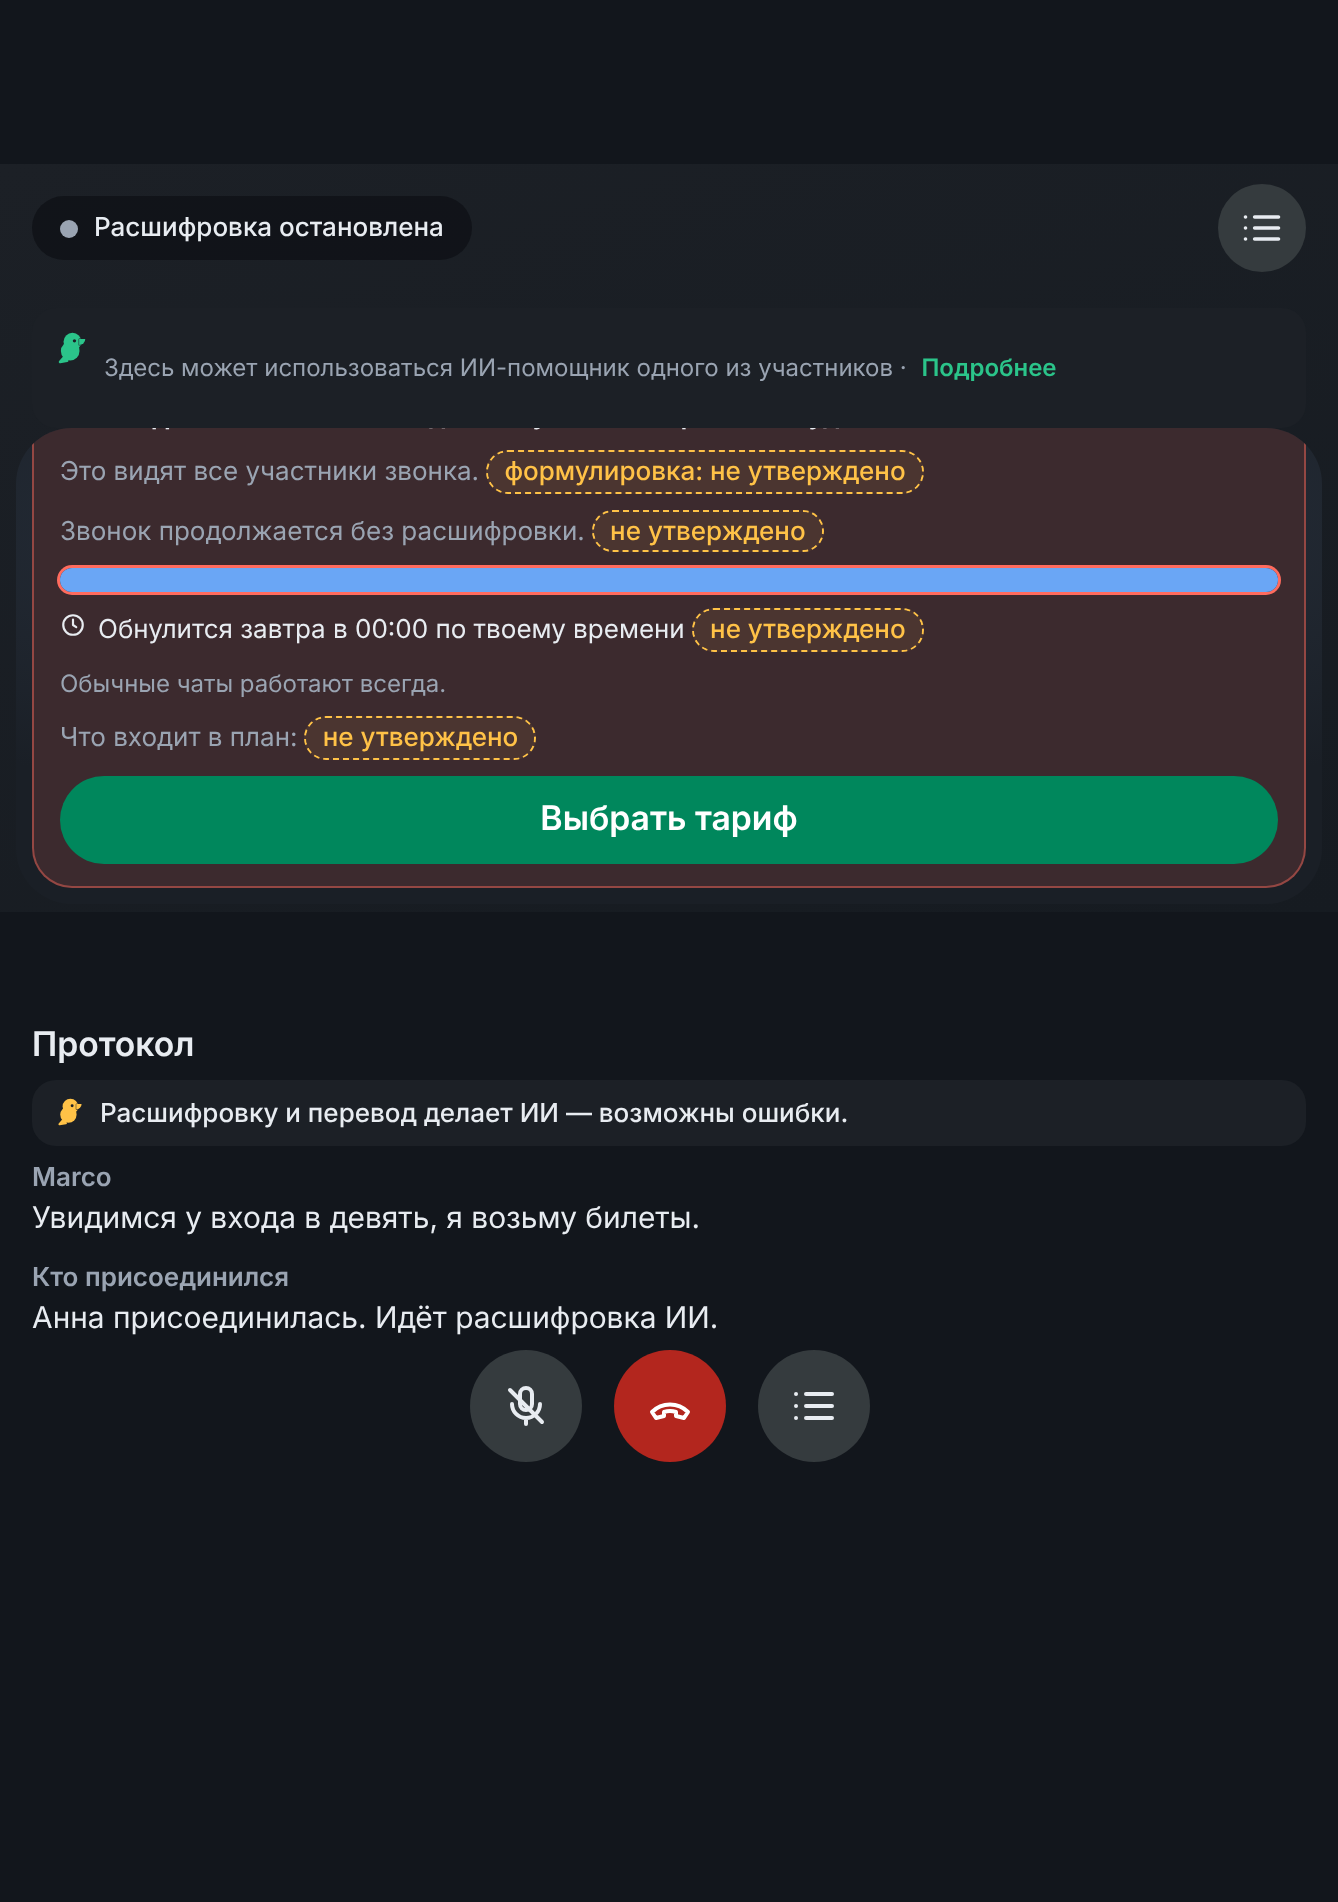 Расшифровка остановлена
Здесь может использоваться ИИ-помощник одного из участников · Подробнее
Это видят все участники звонка. формулировка: не утверждено
Звонок продолжается без расшифровки. не утверждено
Обнулится завтра в 00:00 по твоему времени не утверждено
Обычные чаты работают всегда.
Что входит в план: не утверждено
Выбрать тариф
Протокол
Расшифровку и перевод делает ИИ — возможны ошибки.
Marco
Увидимся у входа в девять, я возьму билеты.
Кто присоединился
Анна присоединилась. Идёт расшифровка ИИ.